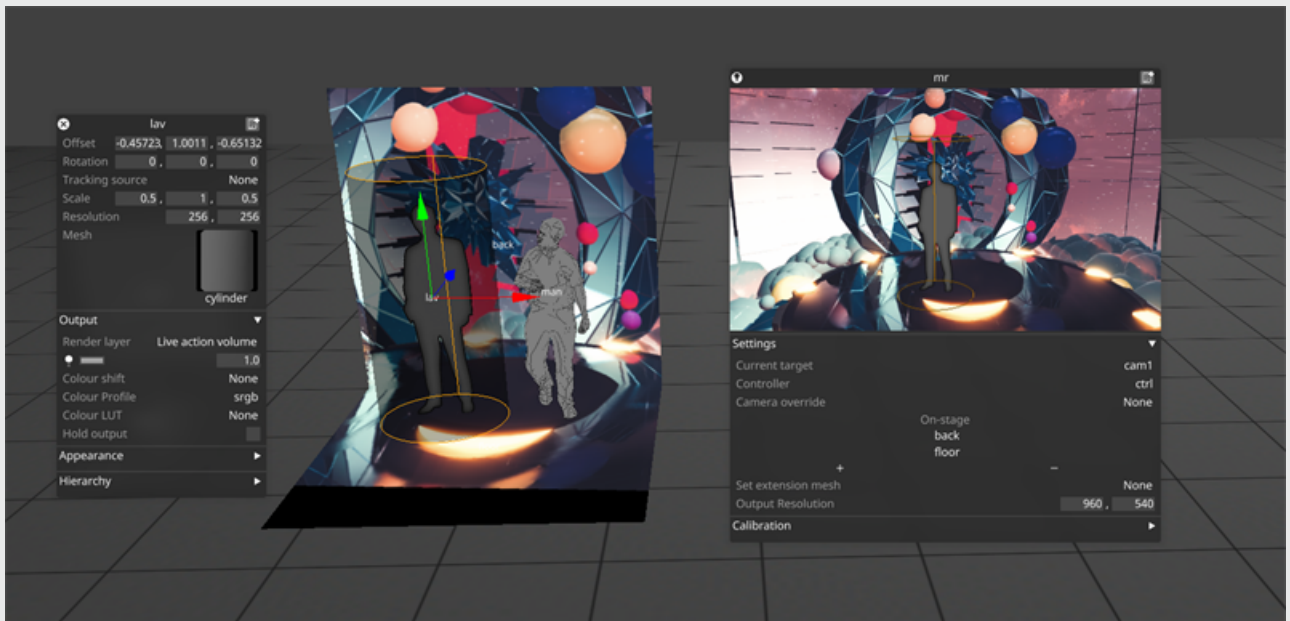 lav
Offset -0.45723, 1.0011, -0.65132
Rotation 0, 0, 0
Tracking source None
Scale 0.5, 1, 0.5
Resolution 256, 256
Mesh
cylinder
Output
Render layer Live action volume
1.0
Colour shift None
Colour Profile srgb
Colour LUT None
Hold output
Appearance
Hierarchy
back
lav
man
mr
Settings
Current target cam1
Controller ctrl
Camera override None
On-stage
back
floor
+ −
Set extension mesh None
Output Resolution 960, 540
Calibration